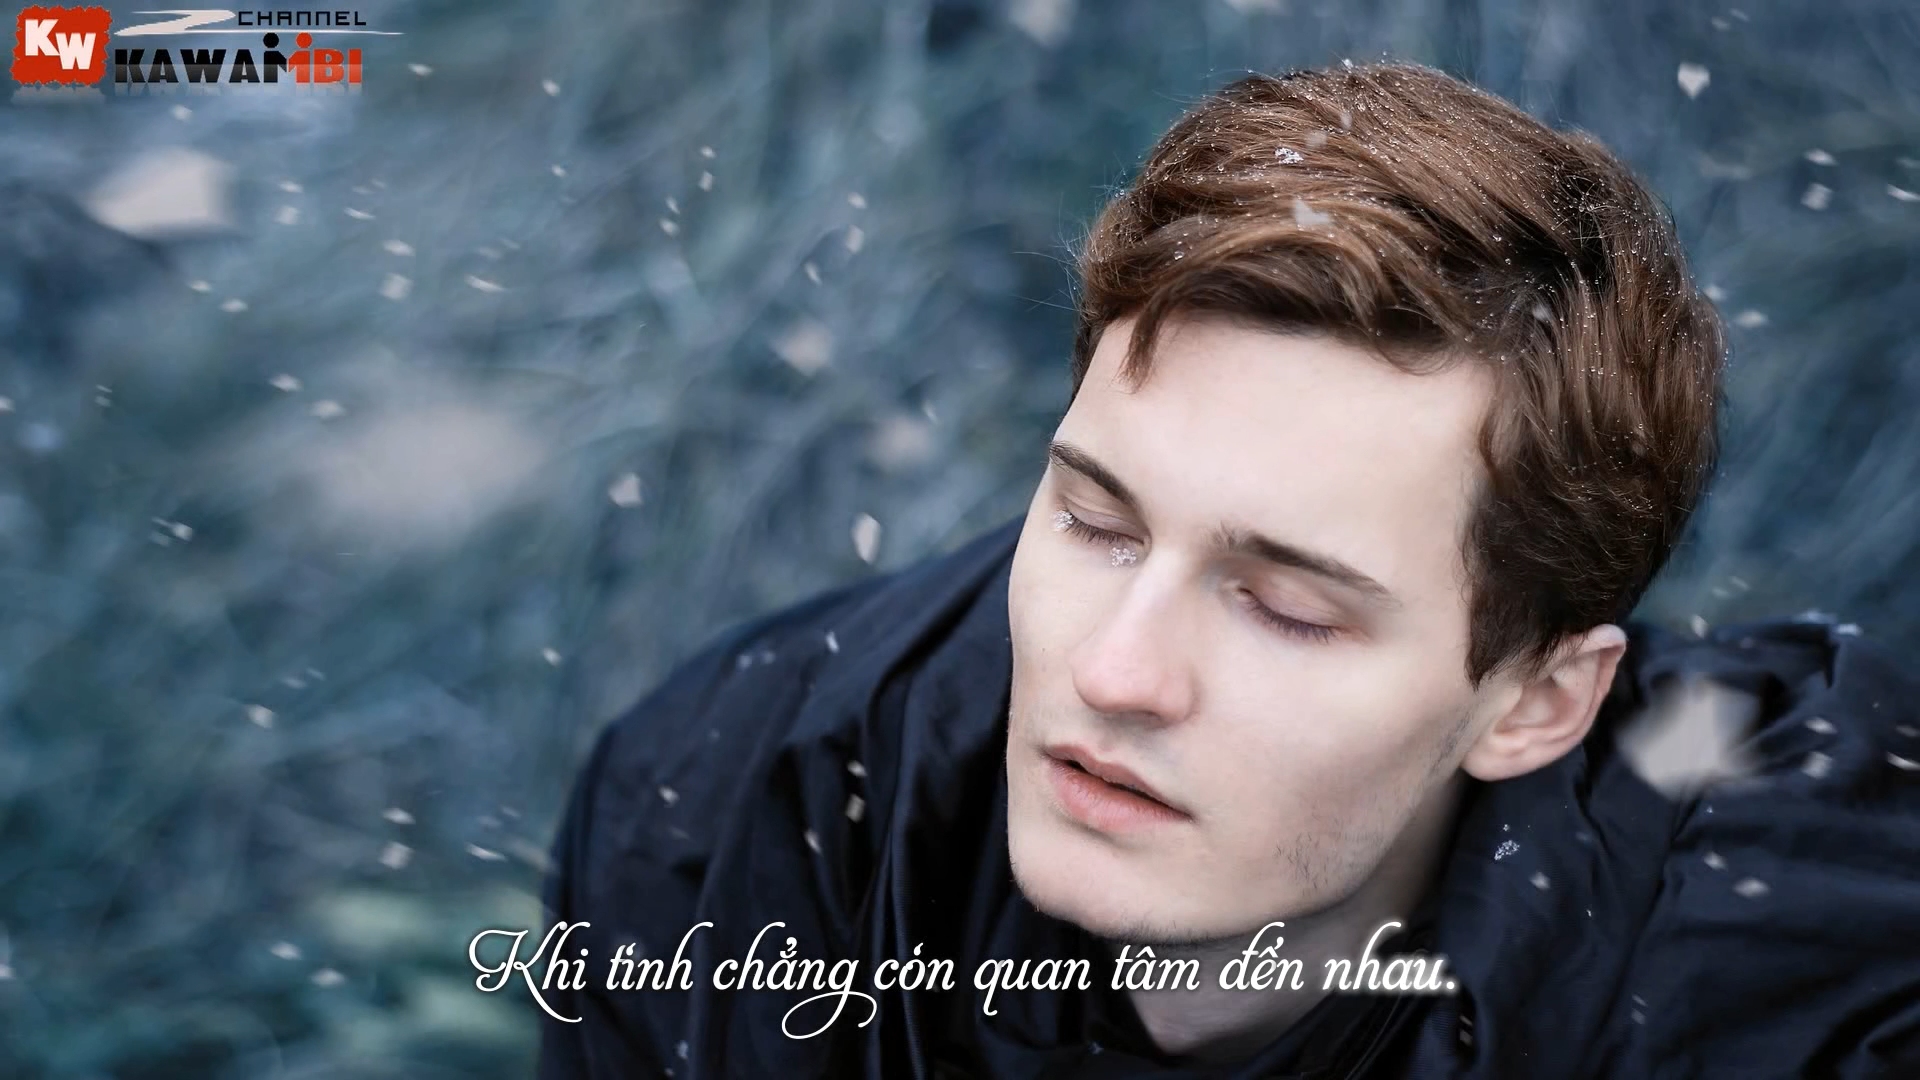 KW
CHANNEL
KAWAIIBI
Khi tình chẳng còn quan tâm đến nhau.